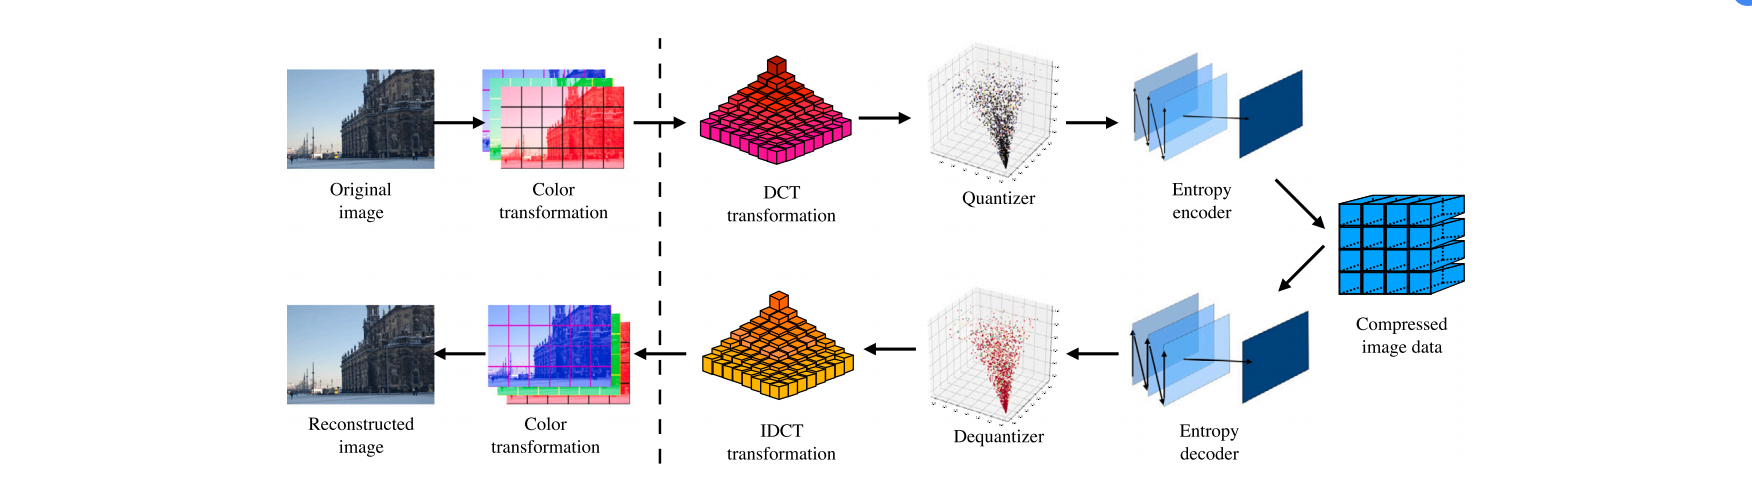 Original
image
Color
transformation
DCT
transformation
Quantizer
Entropy
encoder
Compressed
image data
Reconstructed
image
Color
transformation
IDCT
transformation
Dequantizer
Entropy
decoder